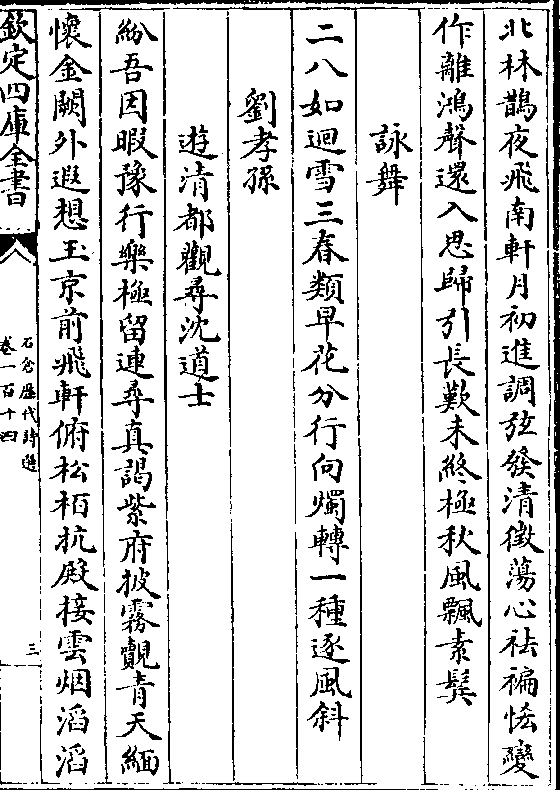 北林鵲夜飛南軒月初進調弦發清徵蕩心祛褊悋變
作離鴻聲還入思歸引長歎未終極秋風飄素鬂
詠舞
二八如迴雪三春類早花分行向燭轉一種逐風斜
劉孝孫
遊清都觀尋沈道士
紛吾因暇豫行樂極留連尋真謁紫府披霧覿青天緬
懷金闕外遐想玉京前飛軒俯松栢抗殿接雲烟滔滔
欽定四庫全書
石倉歷代詩選
卷一百十四
三